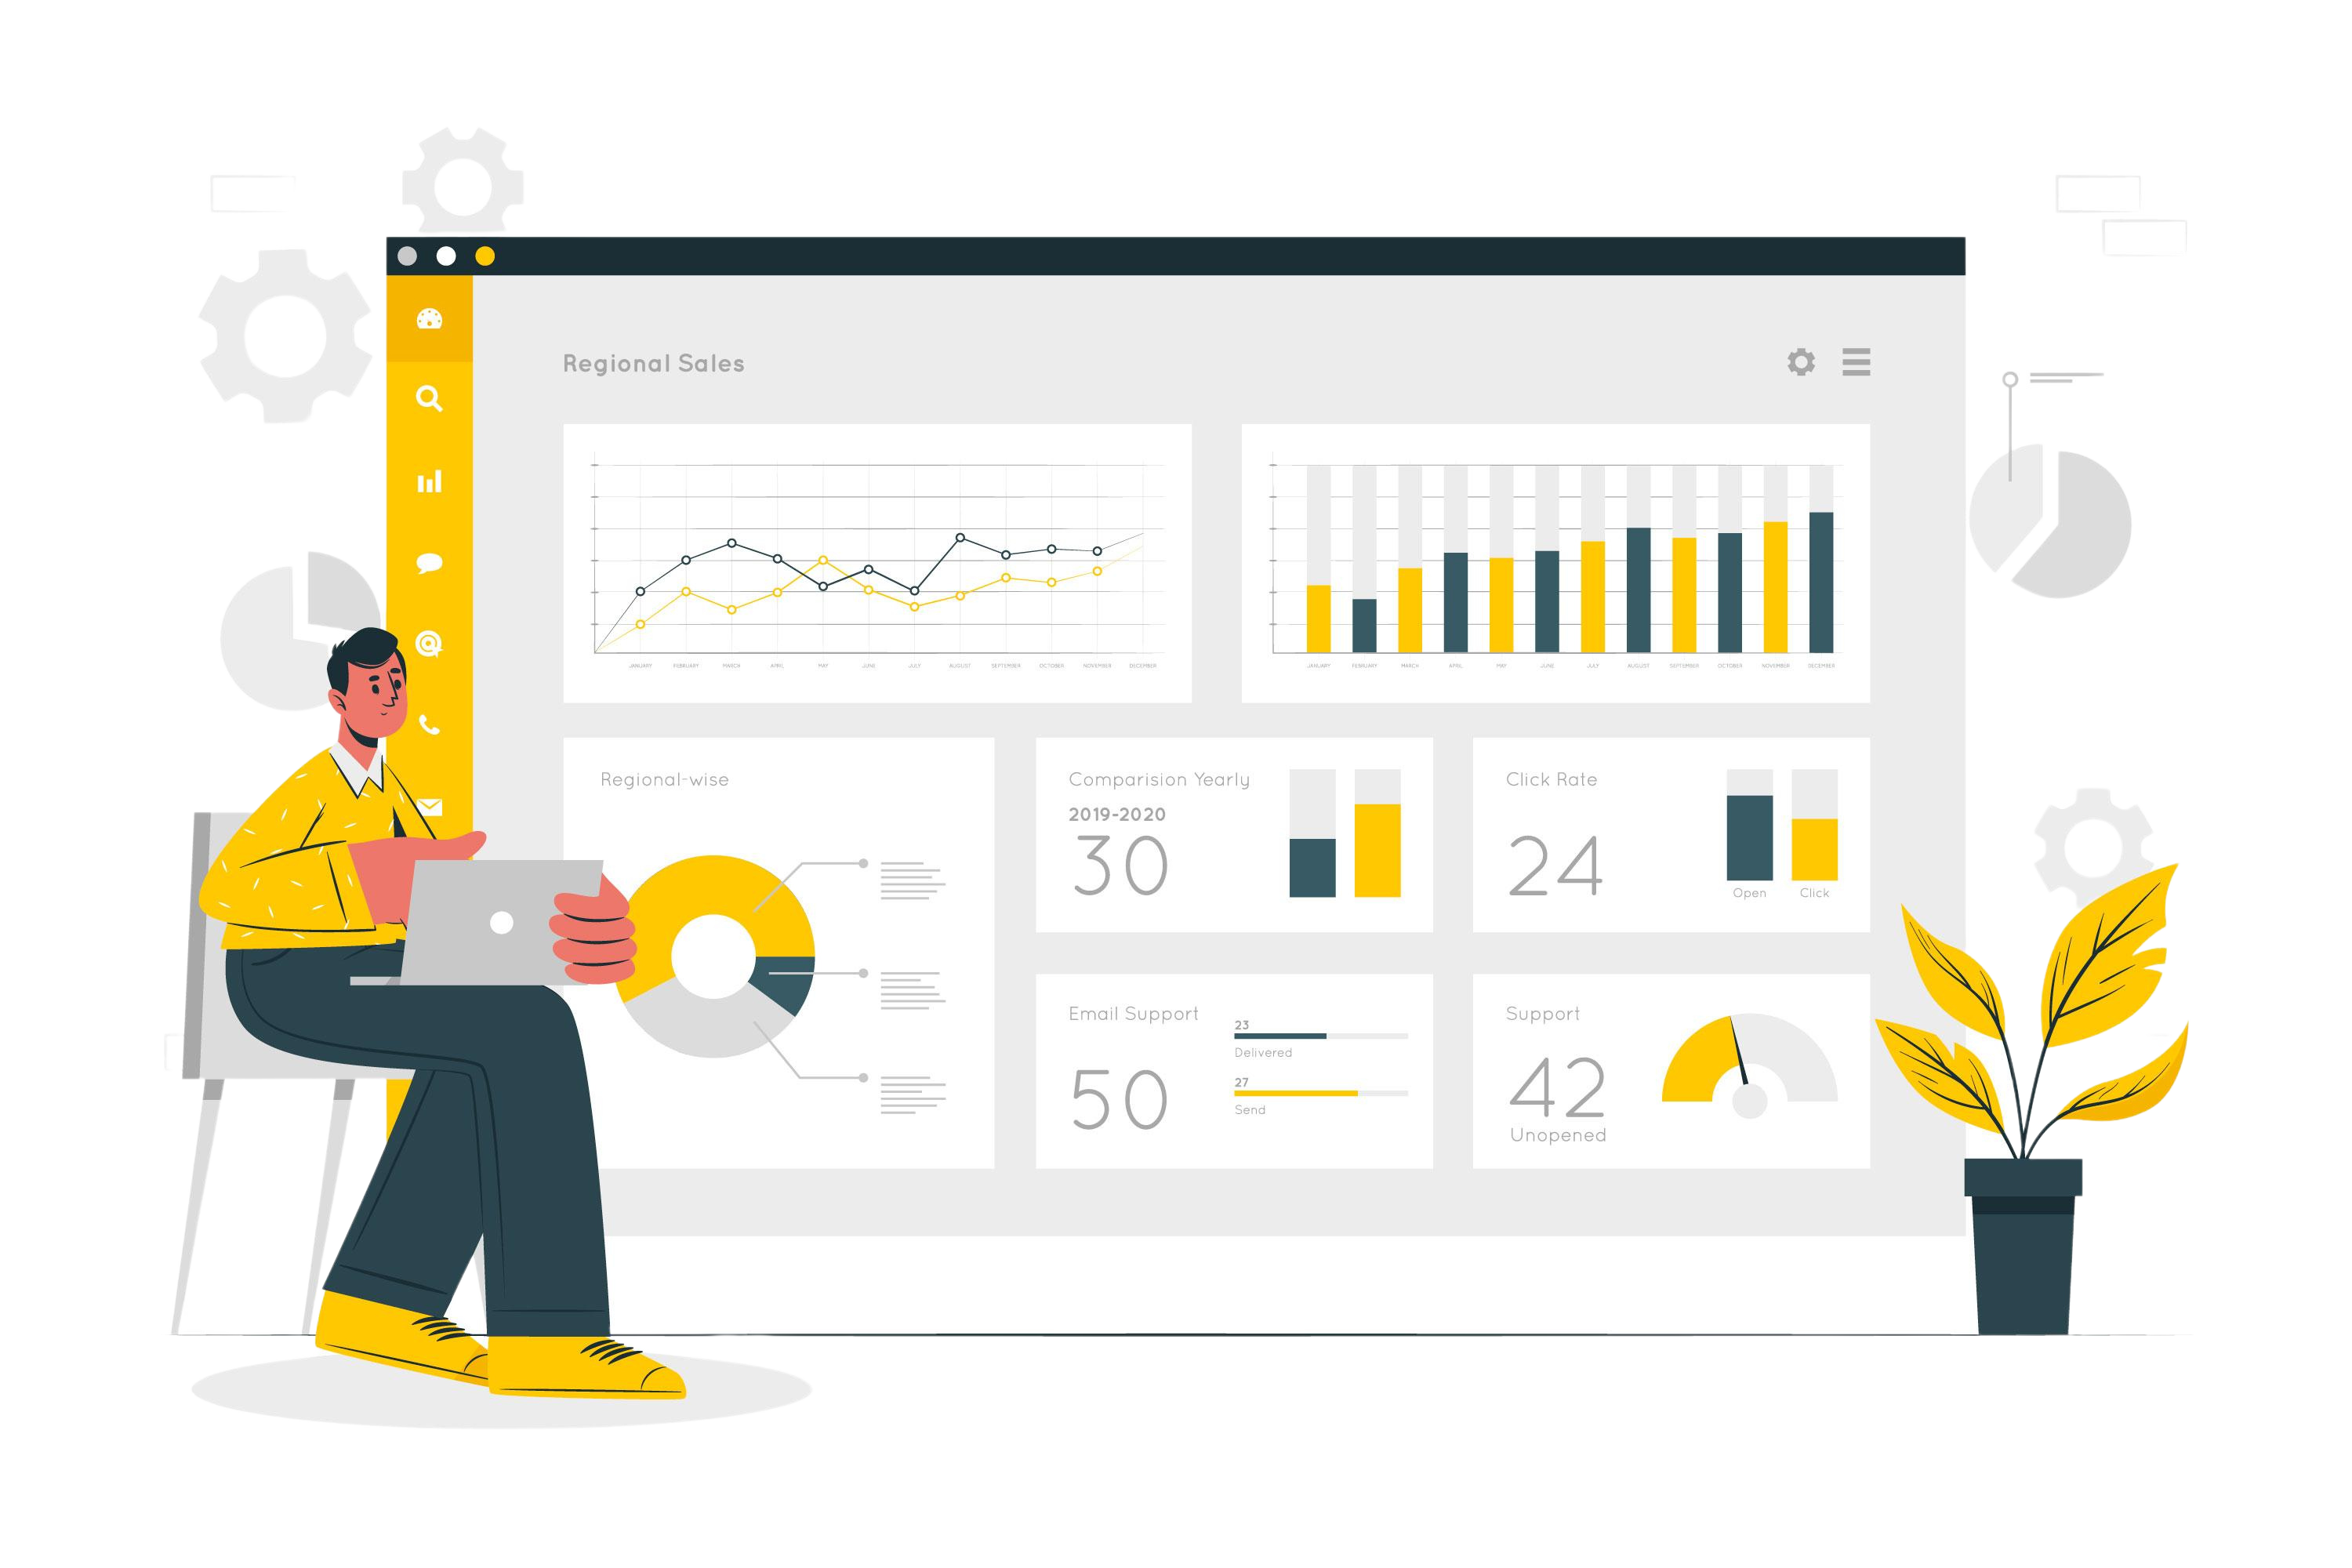 Regional Sales
JANUARY FEBRUARY MARCH APRIL MAY JUNE JULY AUGUST SEPTEMBER OCTOBER NOVEMBER DECEMBER
JANUARY FEBRUARY MARCH APRIL MAY JUNE JULY AUGUST SEPTEMBER OCTOBER NOVEMBER DECEMBER
Regional-wise
Comparision Yearly
2019-2020
30
Click Rate
24
Open Click
Email Support
50
23
Delivered
27
Send
Support
42
Unopened